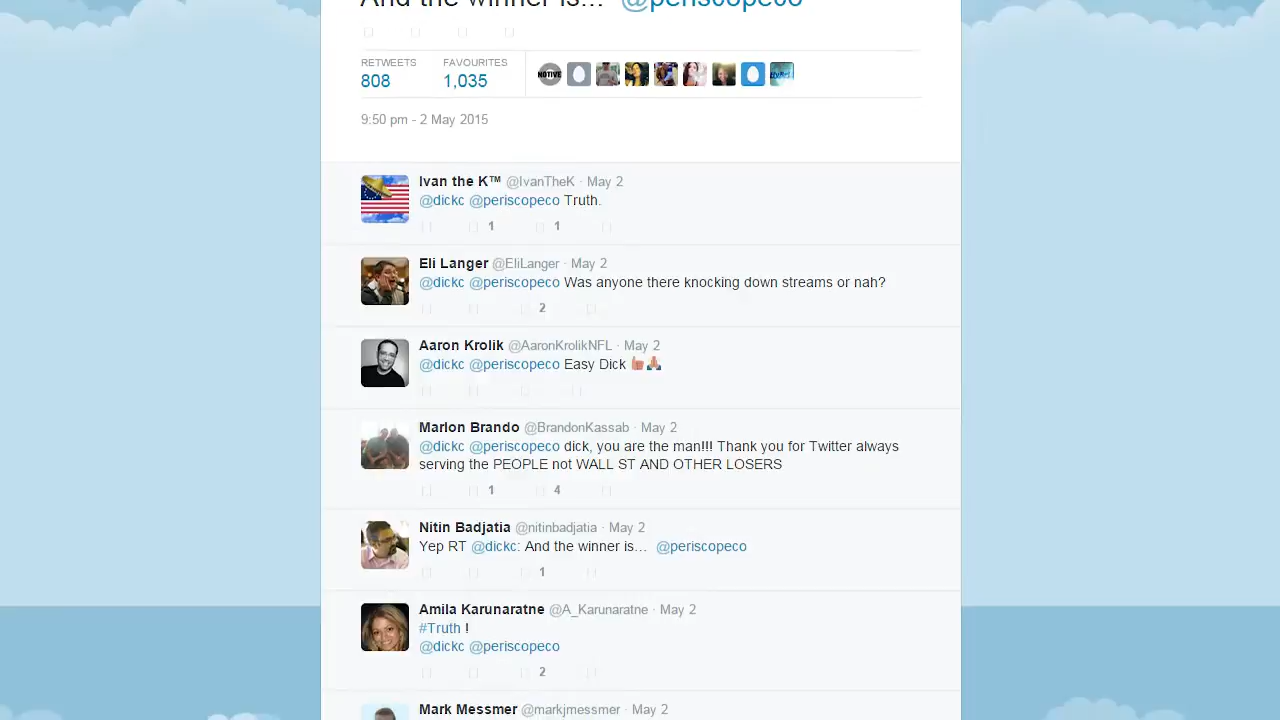 And the winner is... @periscopeco
RETWEETS FAVOURITES
808 1,035
NOTIVE
9:50 pm - 2 May 2015
Ivan the K™ @IvanTheK · May 2
@dickc @periscopeco Truth.
1 1
Eli Langer @EliLanger · May 2
@dickc @periscopeco Was anyone there knocking down streams or nah?
2
Aaron Krolik @AaronKrolikNFL · May 2
@dickc @periscopeco Easy Dick 👍🙏
Marlon Brando @BrandonKassab · May 2
@dickc @periscopeco dick, you are the man!!! Thank you for Twitter always
serving the PEOPLE not WALL ST AND OTHER LOSERS
1 4
Nitin Badjatia @nitinbadjatia · May 2
Yep RT @dickc: And the winner is... @periscopeco
1
Amila Karunaratne @A_Karunaratne · May 2
#Truth !
@dickc @periscopeco
2
Mark Messmer @markjmessmer · May 2